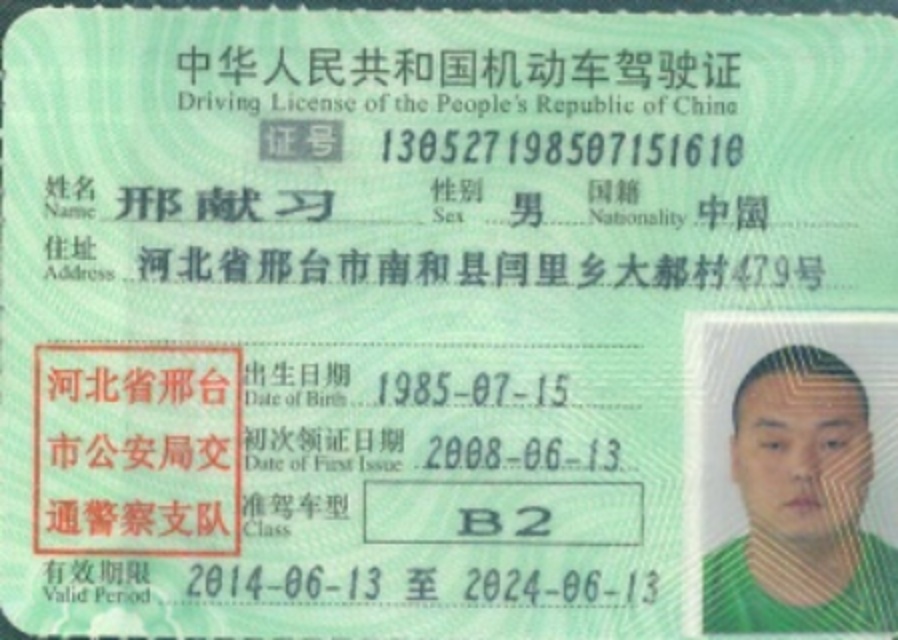 中华人民共和国机动车驾驶证
Driving License of the People's Republic of China
证号 130527198507151610
姓名 邢献习 性别 男 国籍 中国
Name Sex Nationality
住址 河北省邢台市南和县闫里乡大郝村479号
Address
河北省邢台
市公安局交
通警察支队
出生日期 1985-07-15
Date of Birth
初次领证日期 2008-06-13
Date of First Issue
准驾车型 B2
Class
有效期限 2014-06-13 至 2024-06-13
Valid Period